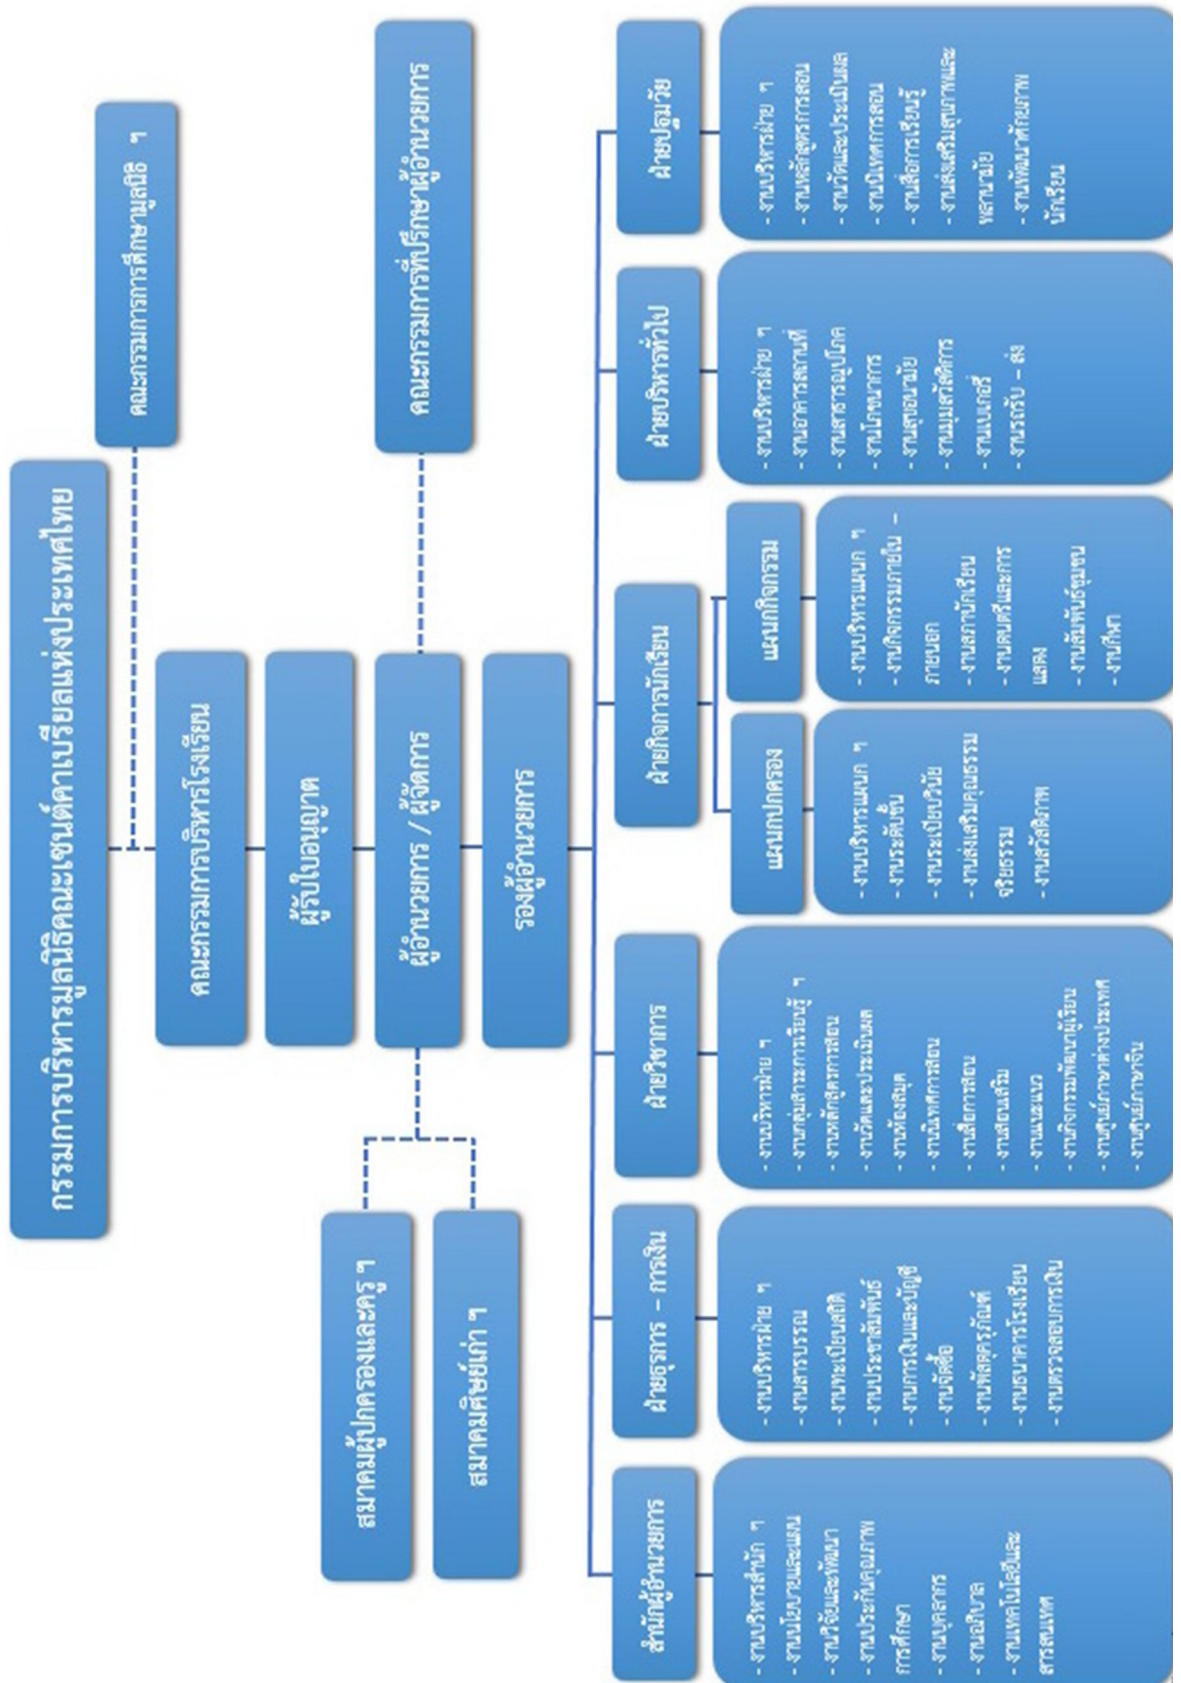 กรรมการบริหารมูลนิธิคณะเซนต์คาเบรียลแห่งประเทศไทย
คณะกรรมการการศึกษามูลนิธิ ฯ
คณะกรรมการบริหารโรงเรียน
ผู้รับใบอนุญาต
ผู้อำนวยการ / ผู้จัดการ
คณะกรรมการที่ปรึกษาผู้อำนวยการ
สมาคมผู้ปกครองและครู ฯ
สมาคมศิษย์เก่า ฯ
รองผู้อำนวยการ
สำนักผู้อำนวยการ
- งานบริหารสำนัก ฯ
- งานนโยบายและแผน
- งานวิจัยและพัฒนา
- งานประกันคุณภาพ
การศึกษา
- งานบุคลากร
- งานอภิบาล
- งานเทคโนโลยีและ
สารสนเทศ
ฝ่ายธุรการ – การเงิน
- งานบริหารฝ่าย ฯ
- งานสารบรรณ
- งานทะเบียนสถิติ
- งานประชาสัมพันธ์
- งานการเงินและบัญชี
- งานจัดซื้อ
- งานพัสดุครุภัณฑ์
- งานธนาคารโรงเรียน
- งานตรวจสอบการเงิน
ฝ่ายวิชาการ
- งานบริหารฝ่าย ฯ
- งานกลุ่มสาระการเรียนรู้ ฯ
- งานหลักสูตรการสอน
- งานวัดและประเมินผล
- งานห้องสมุด
- งานนิเทศการสอน
- งานสื่อการสอน
- งานสอนเสริม
- งานแนะแนว
- งานกิจกรรมพัฒนาผู้เรียน
- งานศูนย์ภาษาต่างประเทศ
- งานศูนย์ภาษาจีน
ฝ่ายกิจการนักเรียน
แผนกปกครอง
- งานบริหารแผนก ฯ
- งานระดับชั้น
- งานระเบียบวินัย
- งานส่งเสริมคุณธรรม
จริยธรรม
- งานสวัสดิภาพ
แผนกกิจกรรม
- งานบริหารแผนก ฯ
- งานกิจกรรมภายใน –
ภายนอก
- งานสภานักเรียน
- งานดนตรีและการ
แสดง
- งานสัมพันธ์ชุมชน
- งานกีฬา
ฝ่ายบริหารทั่วไป
- งานบริหารฝ่าย ฯ
- งานอาคารสถานที่
- งานสาธารณูปโภค
- งานโภชนาการ
- งานสุขอนามัย
- งานมุมสวัสดิการ
- งานเบเกอรี่
- งานรถรับ – ส่ง
ฝ่ายปฐมวัย
- งานบริหารฝ่าย ฯ
- งานหลักสูตรการสอน
- งานวัดและประเมินผล
- งานนิเทศการสอน
- งานสื่อการเรียนรู้
- งานส่งเสริมสุขภาพและ
พลานามัย
- งานพัฒนาศักยภาพ
นักเรียน